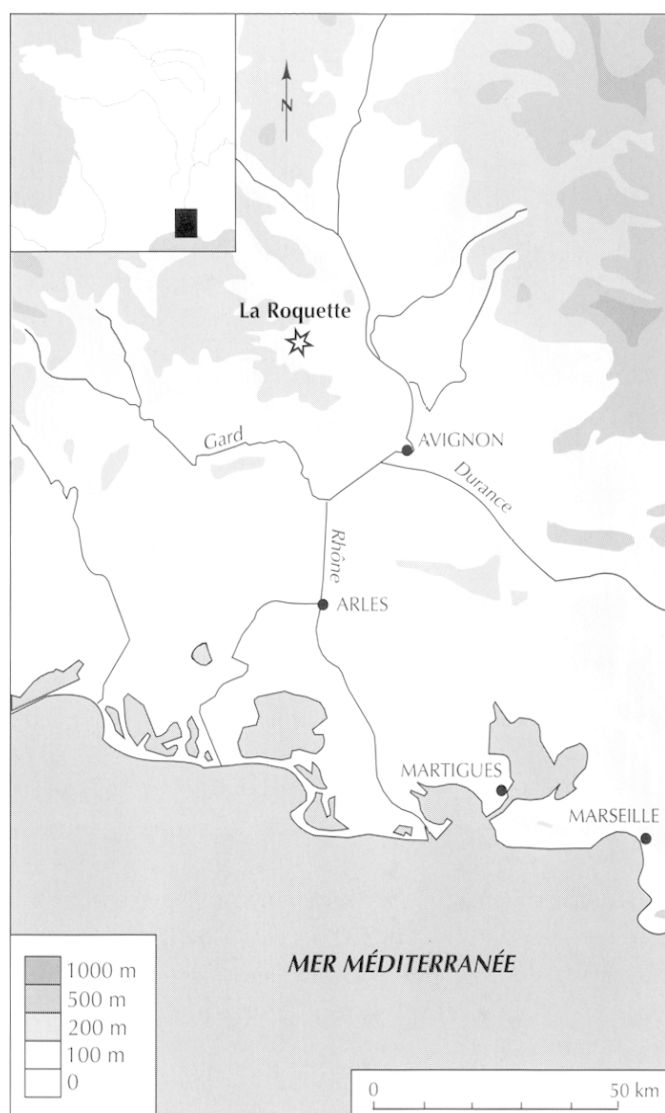 N
La Roquette
Gard
AVIGNON
Durance
Rhône
ARLES
MARTIGUES
MARSEILLE
MER MÉDITERRANÉE
1000 m
500 m
200 m
100 m
0
0 50 km